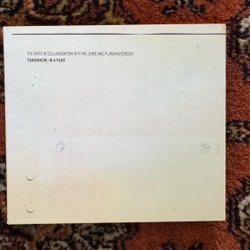 THE KNIFE IN COLLABORATION WITH MT. SIMS AND PLANNINGTOROCK
TOMORROW, IN A YEAR